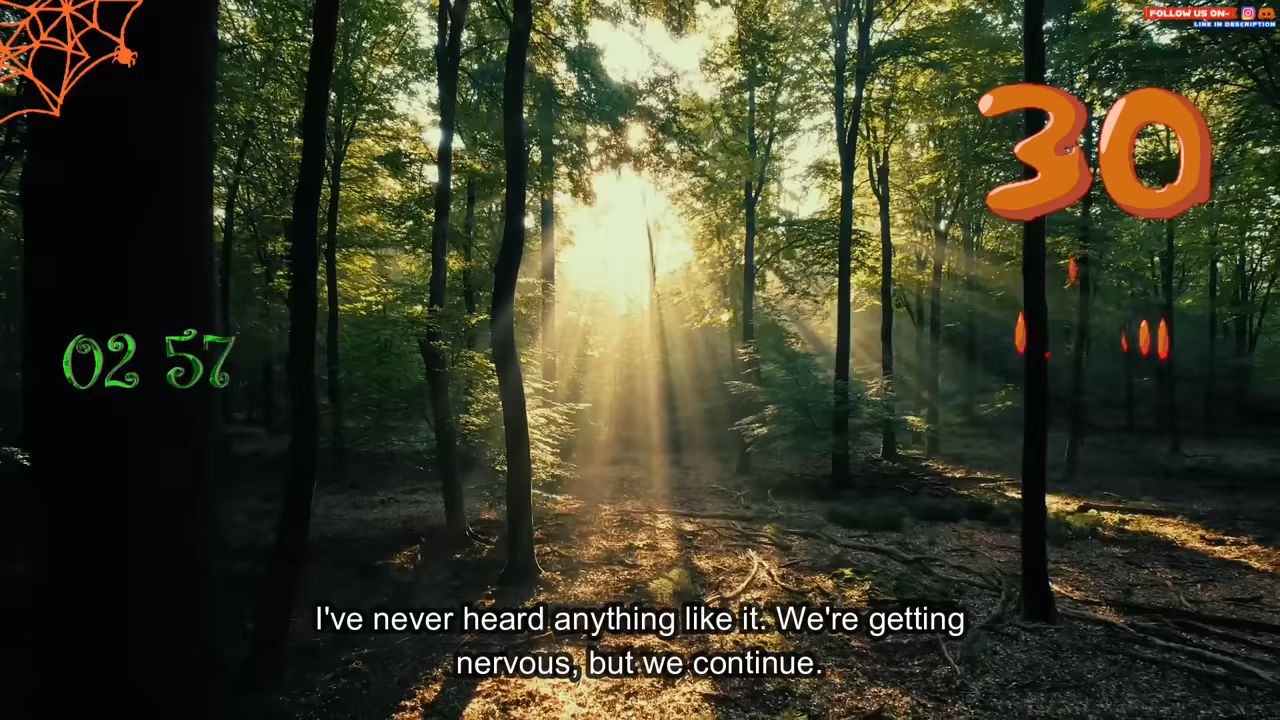 FOLLOW US ON-
LINK IN DESCRIPTION
30
02 57
I've never heard anything like it. We're getting
nervous, but we continue.